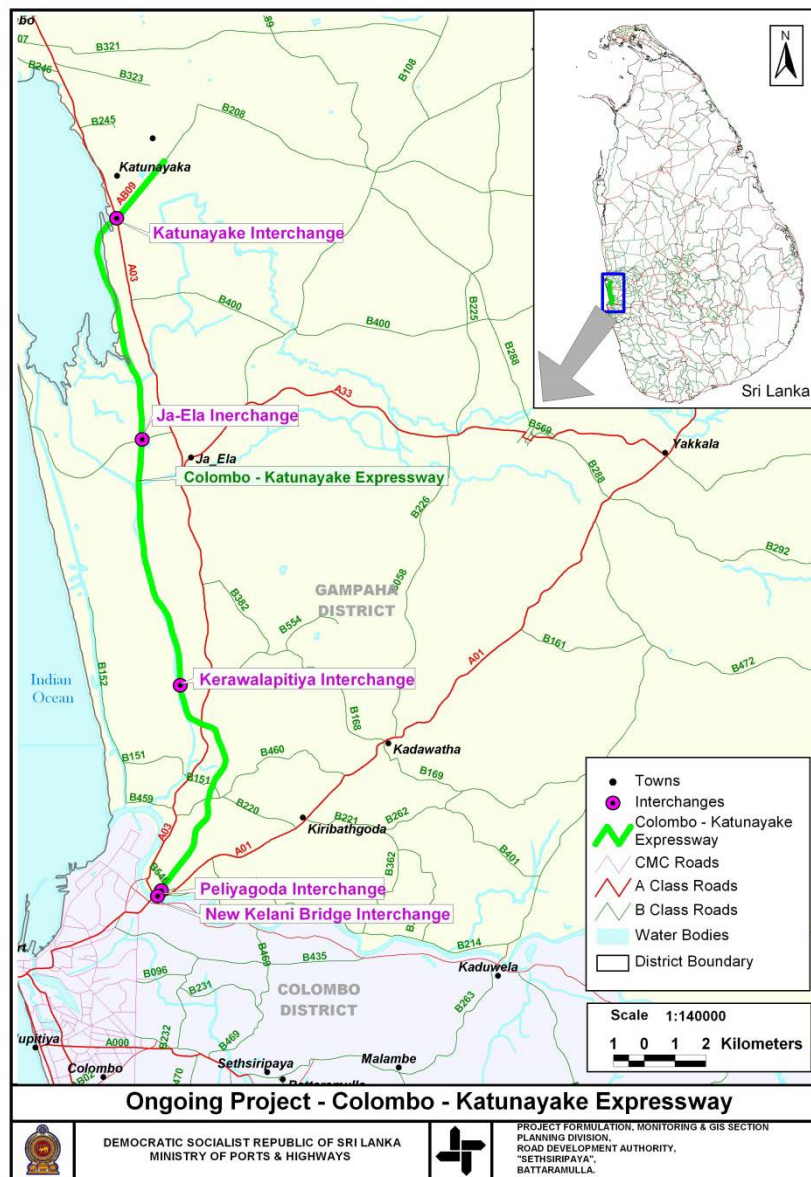 bo
07
B321
89
B108
B246
B323
B245
B208
Katunayaka
AB09
Katunayake Interchange
A03
B400
B400
B225
B288
N
Sri Lanka
A33
Ja-Ela Inerchange
Ja_Ela
B569
Yakkala
Colombo - Katunayake Expressway
B288
B226
B292
GAMPAHA
DISTRICT
B058
B382
B554
A01
B161
B472
Indian
Ocean
B152
Kerawalapitiya Interchange
B168
Kadawatha
B151
B151
B460
B169
B459
B220
B221
B262
Kiribathgoda
A03
A01
B362
B401
Peliyagoda Interchange
New Kelani Bridge Interchange
B214
B435
B469
Kaduwela
B096
B231
COLOMBO
DISTRICT
B263
B232
B469
A000
Sethsiripaya
Malambe
Colombo
B470
Towns
Interchanges
Colombo - Katunayake
Expressway
CMC Roads
A Class Roads
B Class Roads
Water Bodies
District Boundary
Scale 1:140000
1 0 1 2 Kilometers
Ongoing Project - Colombo - Katunayake Expressway
DEMOCRATIC SOCIALIST REPUBLIC OF SRI LANKA
MINISTRY OF PORTS & HIGHWAYS
PROJECT FORMULATION, MONITORING & GIS SECTION
PLANNING DIVISION,
ROAD DEVELOPMENT AUTHORITY,
"SETHSIRIPAYA",
BATTARAMULLA.